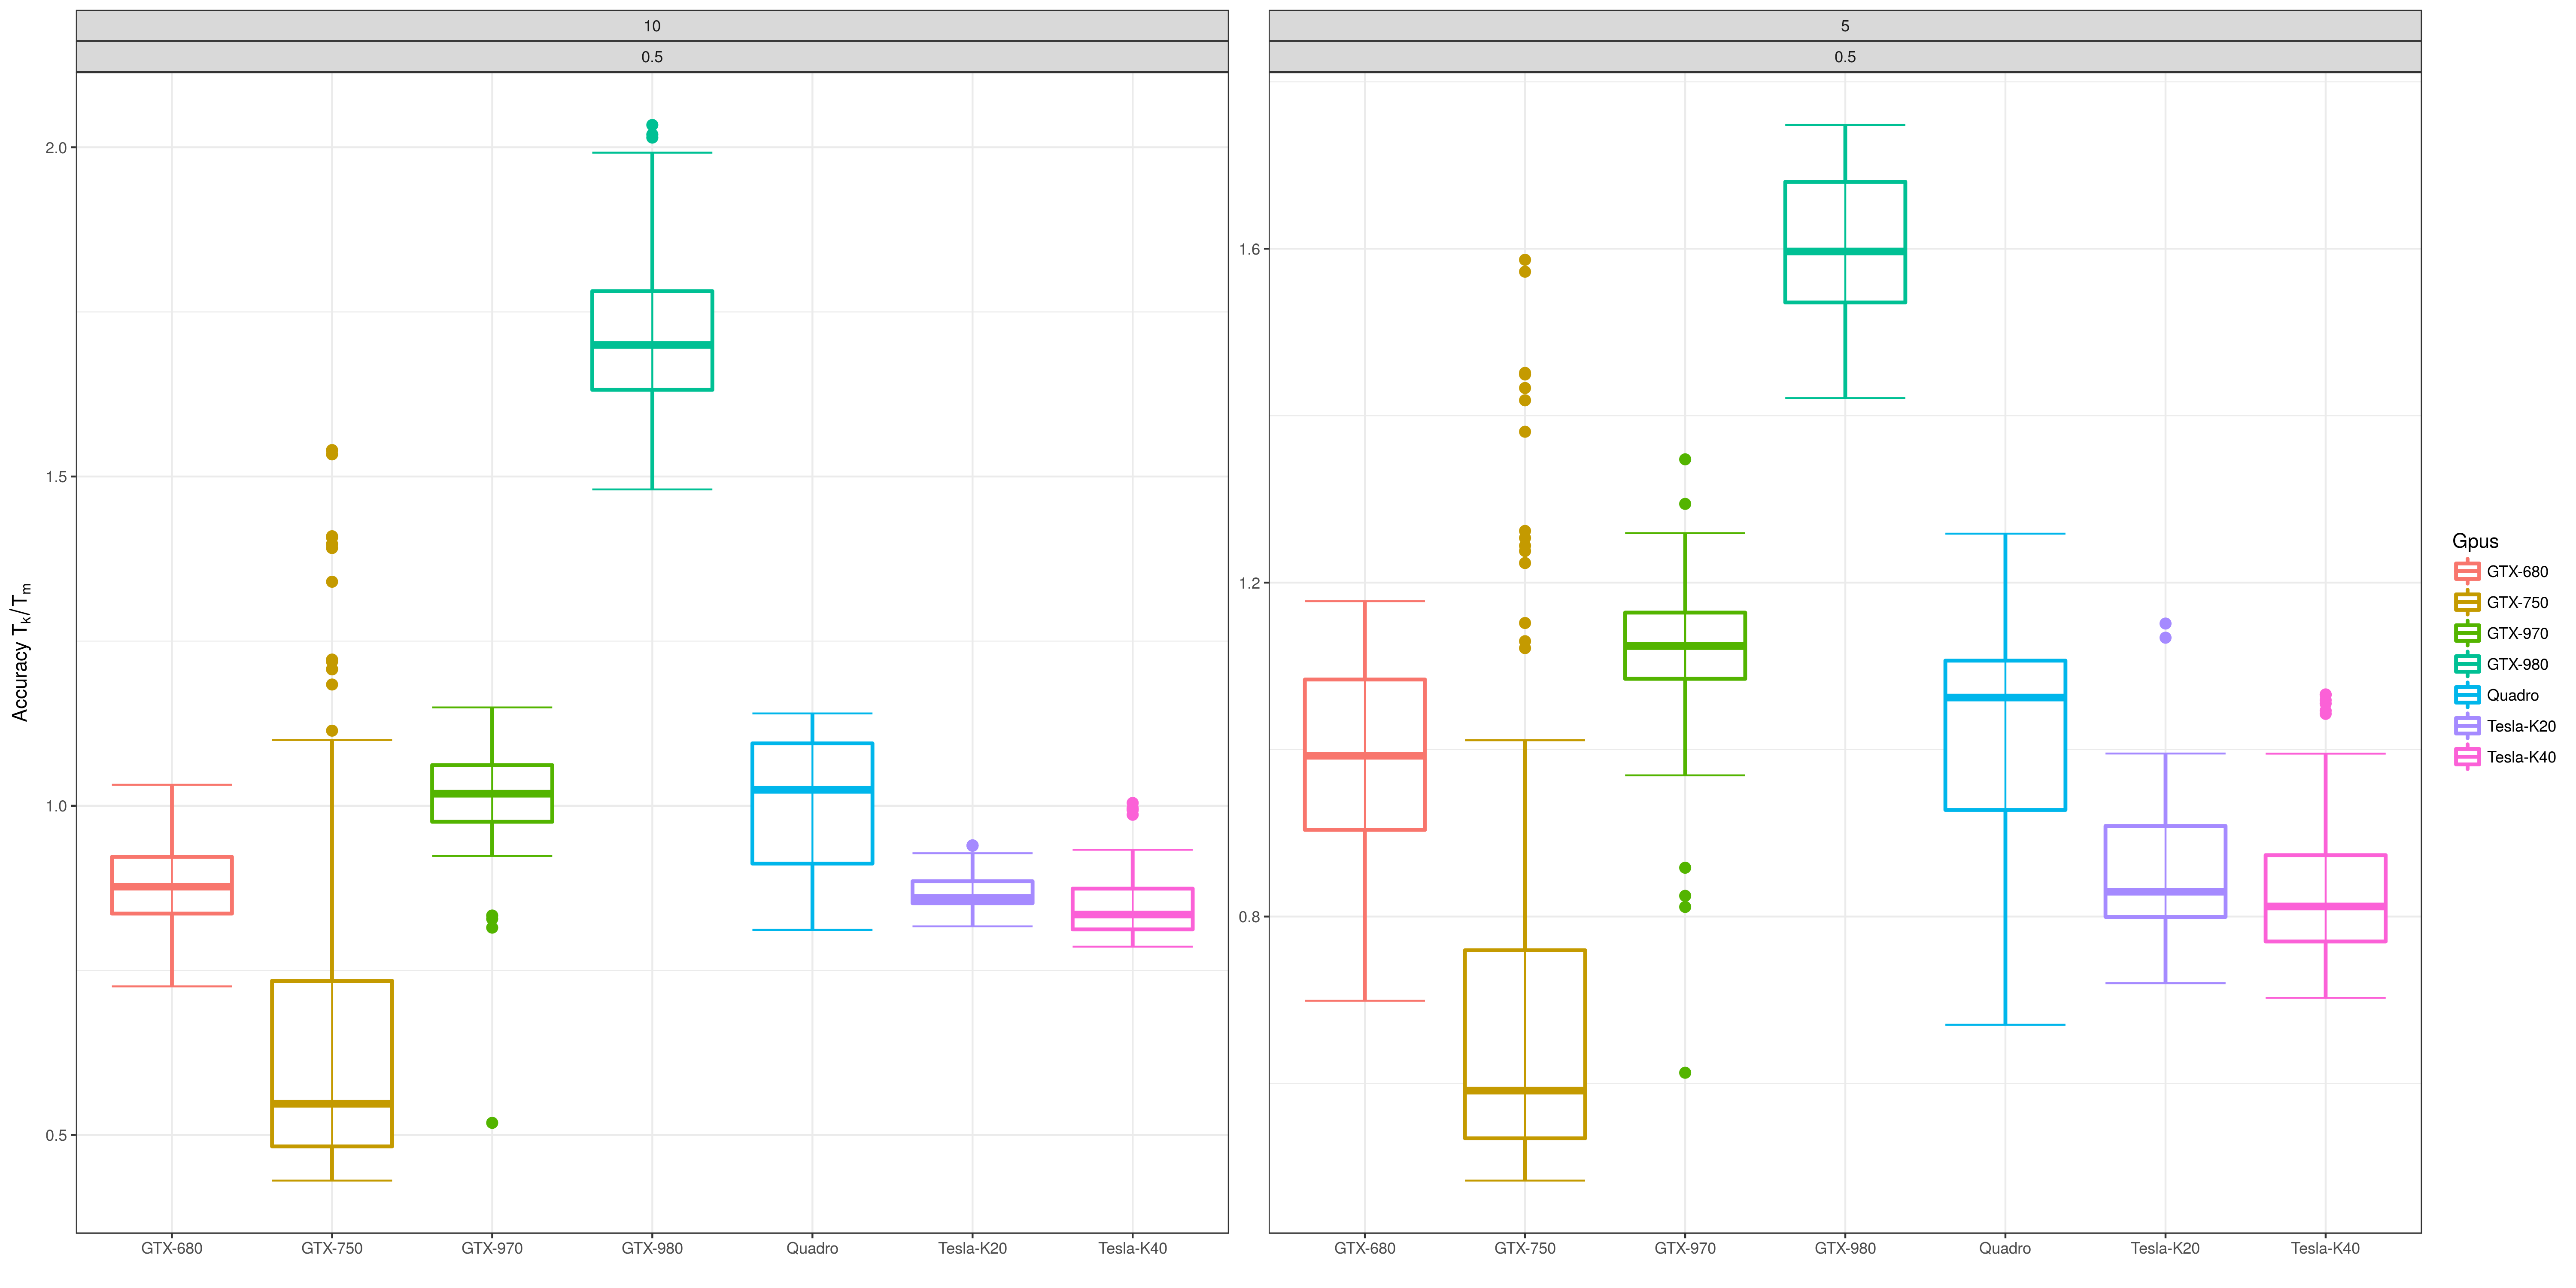 10
0.5
5
0.5
Accuracy Tk/Tm
2.0
1.5
1.0
0.5
GTX-680 GTX-750 GTX-970 GTX-980 Quadro Tesla-K20 Tesla-K40
1.6
1.2
0.8
GTX-680 GTX-750 GTX-970 GTX-980 Quadro Tesla-K20 Tesla-K40
Gpus
GTX-680
GTX-750
GTX-970
GTX-980
Quadro
Tesla-K20
Tesla-K40